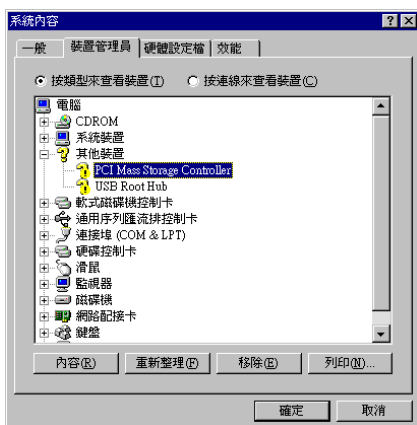 系統內容
一般 裝置管理員 硬體設定檔 效能
按類型來查看裝置(T) 按連線來查看裝置(C)
電腦
CDROM
系統裝置
其他裝置
PCI Mass Storage Controller
USB Root Hub
軟式磁碟機控制卡
通用序列匯流排控制卡
連接埠 (COM & LPT)
硬碟控制卡
滑鼠
監視器
磁碟機
網路配接卡
鍵盤
內容(R) 重新整理(F) 移除(E) 列印(N)...
確定 取消